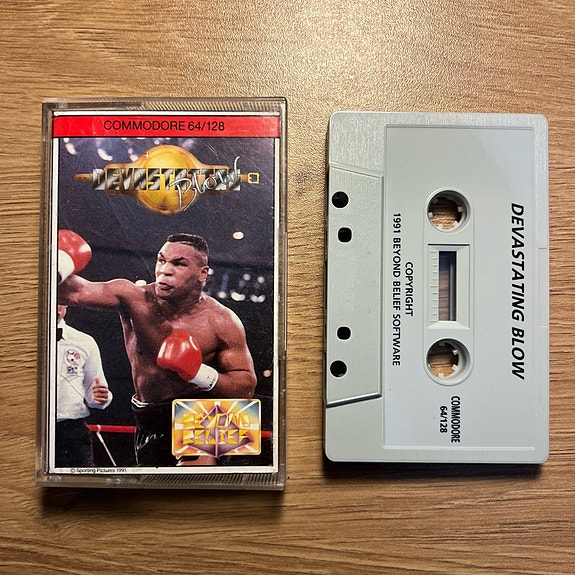 COMMODORE 64/128
DEVASTATING
Blow
BEYOND
BELIEF
© Sporting Pictures 1991
DEVASTATING BLOW
COPYRIGHT
1991 BEYOND BELIEF SOFTWARE
COMMODORE
64/128